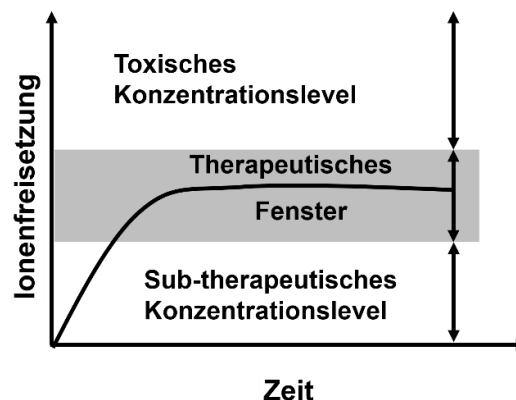 Toxisches
Konzentrationslevel
Ionenfreisetzung
Therapeutisches
Fenster
Sub-therapeutisches
Konzentrationslevel
Zeit